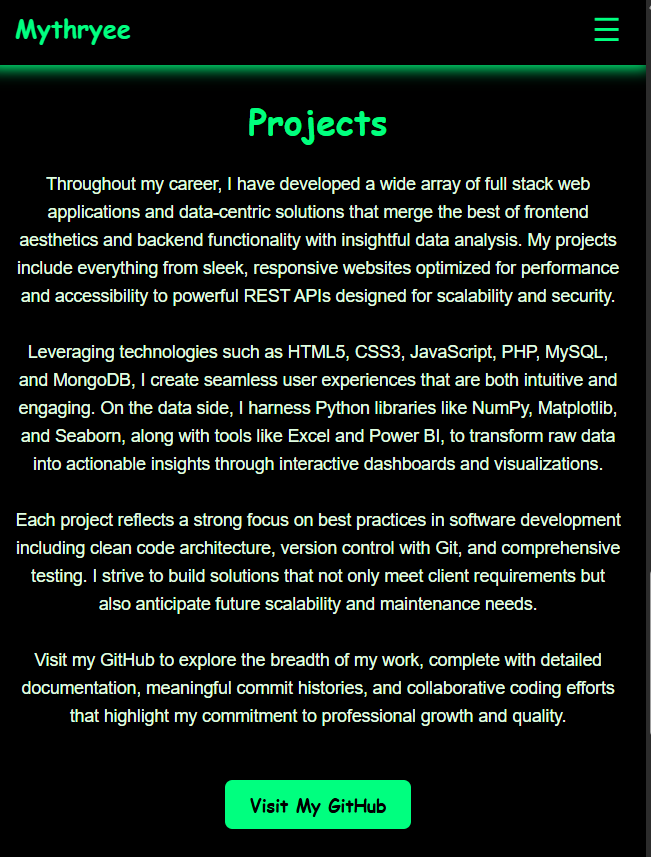 Mythryee
Projects
Throughout my career, I have developed a wide array of full stack web
applications and data-centric solutions that merge the best of frontend
aesthetics and backend functionality with insightful data analysis. My projects
include everything from sleek, responsive websites optimized for performance
and accessibility to powerful REST APIs designed for scalability and security.
Leveraging technologies such as HTML5, CSS3, JavaScript, PHP, MySQL,
and MongoDB, I create seamless user experiences that are both intuitive and
engaging. On the data side, I harness Python libraries like NumPy, Matplotlib,
and Seaborn, along with tools like Excel and Power BI, to transform raw data
into actionable insights through interactive dashboards and visualizations.
Each project reflects a strong focus on best practices in software development
including clean code architecture, version control with Git, and comprehensive
testing. I strive to build solutions that not only meet client requirements but
also anticipate future scalability and maintenance needs.
Visit my GitHub to explore the breadth of my work, complete with detailed
documentation, meaningful commit histories, and collaborative coding efforts
that highlight my commitment to professional growth and quality.
Visit My GitHub